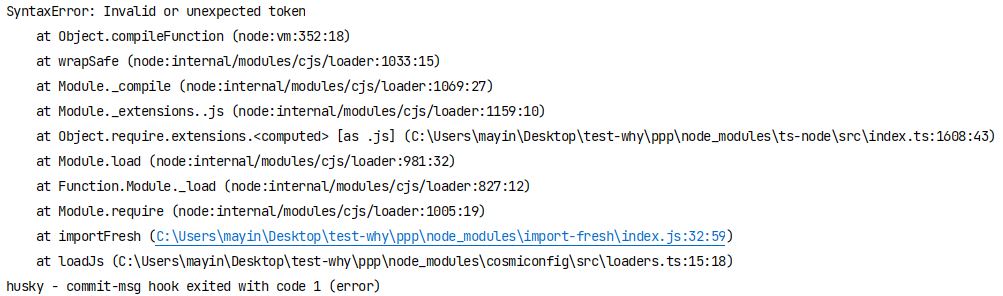 SyntaxError: Invalid or unexpected token
at Object.compileFunction (node:vm:352:18)
at wrapSafe (node:internal/modules/cjs/loader:1033:15)
at Module._compile (node:internal/modules/cjs/loader:1069:27)
at Module._extensions..js (node:internal/modules/cjs/loader:1159:10)
at Object.require.extensions.<computed> [as .js] (C:\Users\mayin\Desktop\test-why\ppp\node_modules\ts-node\src\index.ts:1608:43)
at Module.load (node:internal/modules/cjs/loader:981:32)
at Function.Module._load (node:internal/modules/cjs/loader:827:12)
at Module.require (node:internal/modules/cjs/loader:1005:19)
at importFresh (C:\Users\mayin\Desktop\test-why\ppp\node_modules\import-fresh\index.js:32:59)
at loadJs (C:\Users\mayin\Desktop\test-why\ppp\node_modules\cosmiconfig\src\loaders.ts:15:18)
husky - commit-msg hook exited with code 1 (error)